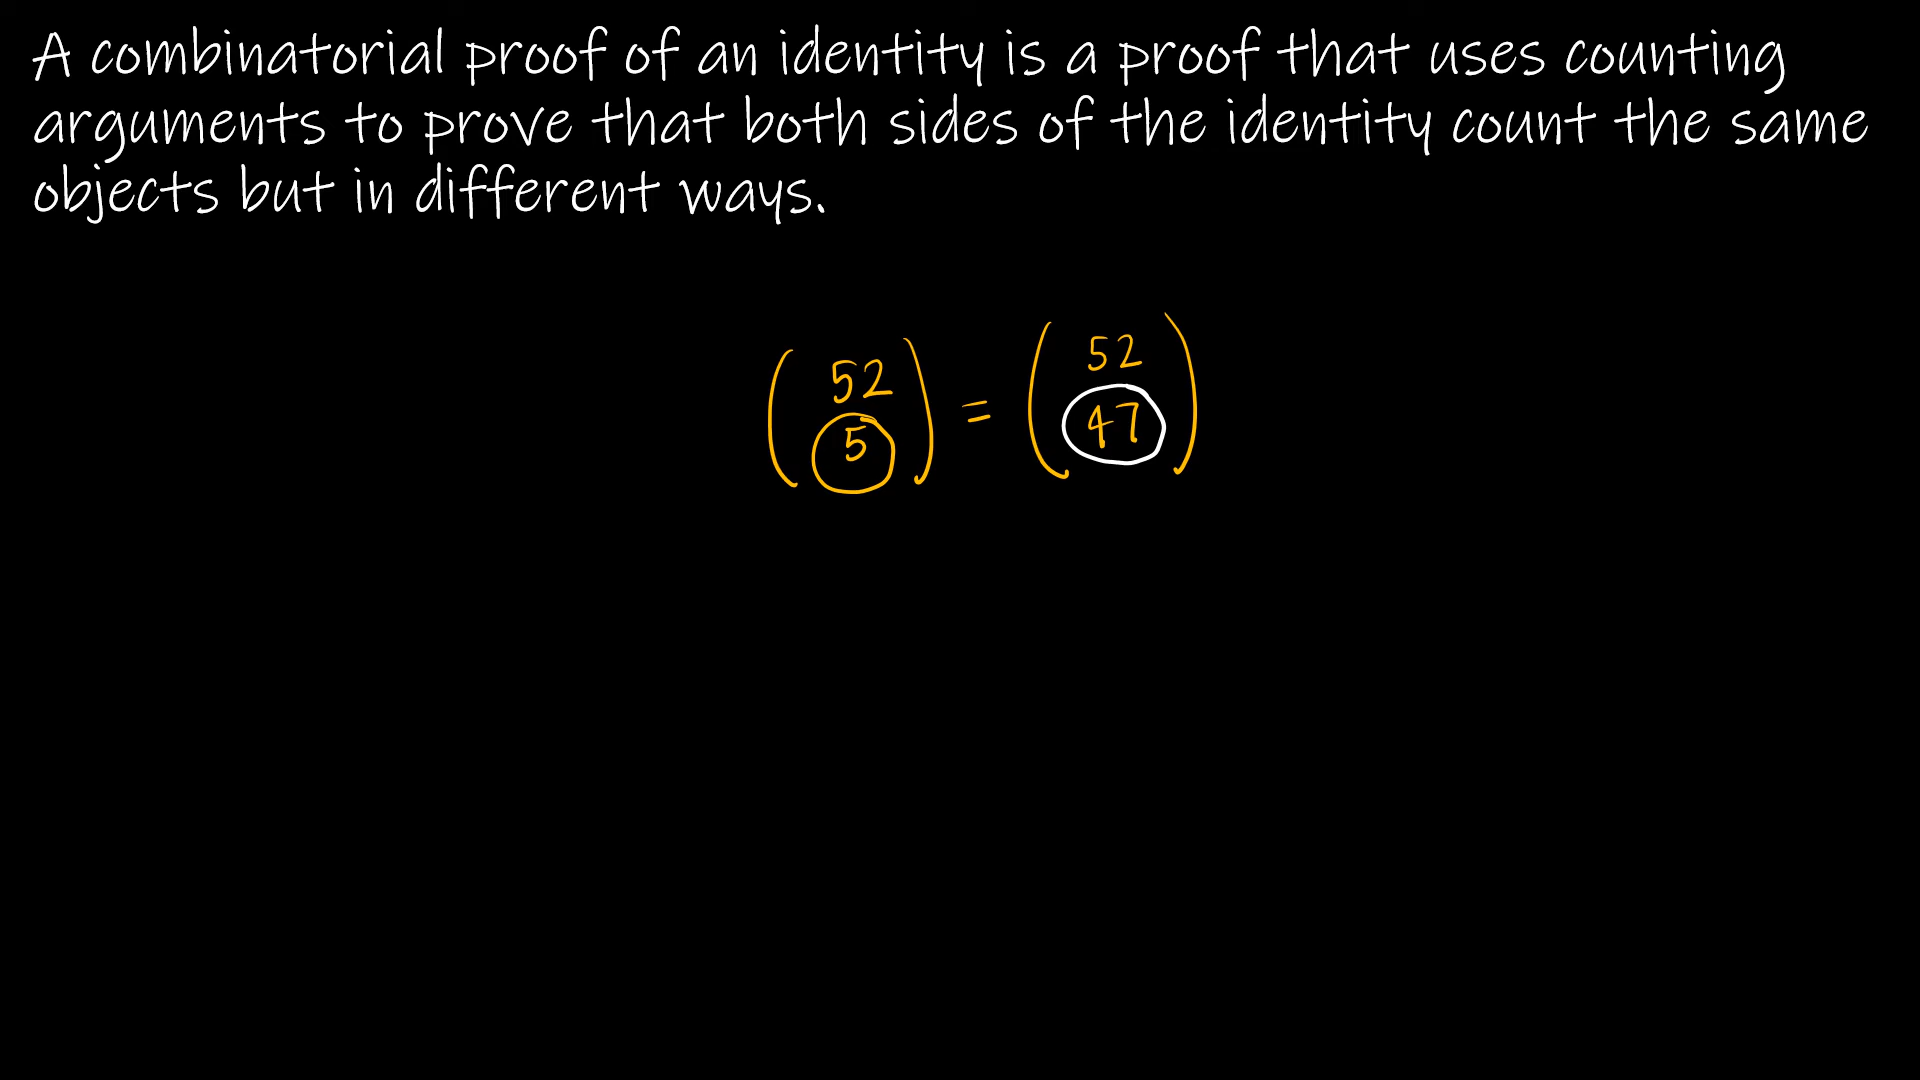 A combinatorial proof of an identity is a proof that uses counting
arguments to prove that both sides of the identity count the same
objects but in different ways.
(52 5) = (52 47)